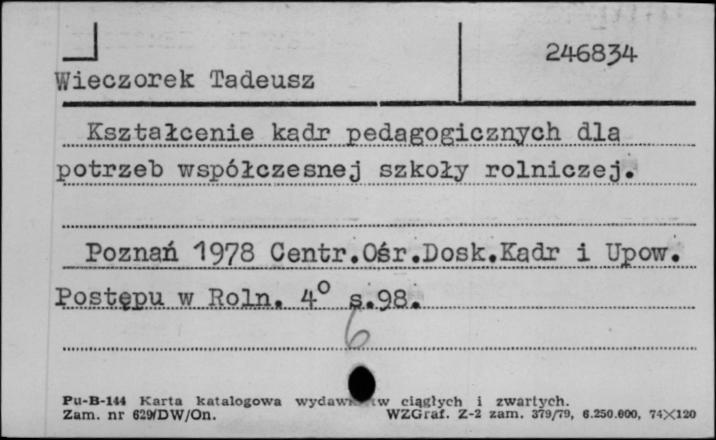 246834
Wieczorek Tadeusz
Kształcenie kadr pedagogicznych dla
potrzeb współczesnej szkoły rolniczej.
Poznań 1978 Centr.Ośr.Dosk.Kadr i Upow.
Postępu w Roln. 4° s.98.
6
Pu-B-144 Karta katalogowa ciągłych i zwartych.
Zam. nr 629/DW/On. WZGraf. Z-2 zam. 379/79, 6.250.000, 74×120